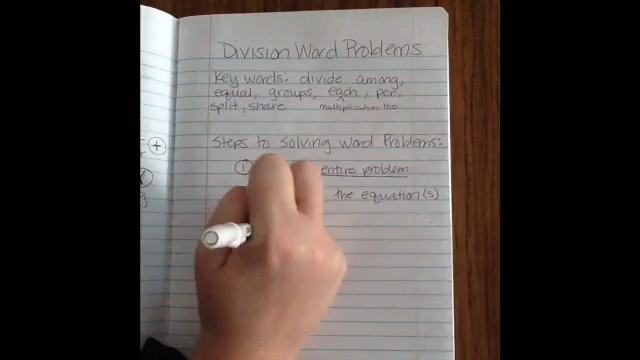 Division Word Problems
Key words: divide among,
equal, groups, each, per,
split, share multiplication too
Steps to Solving Word Problems:
① entire problem
the equation(s)
+